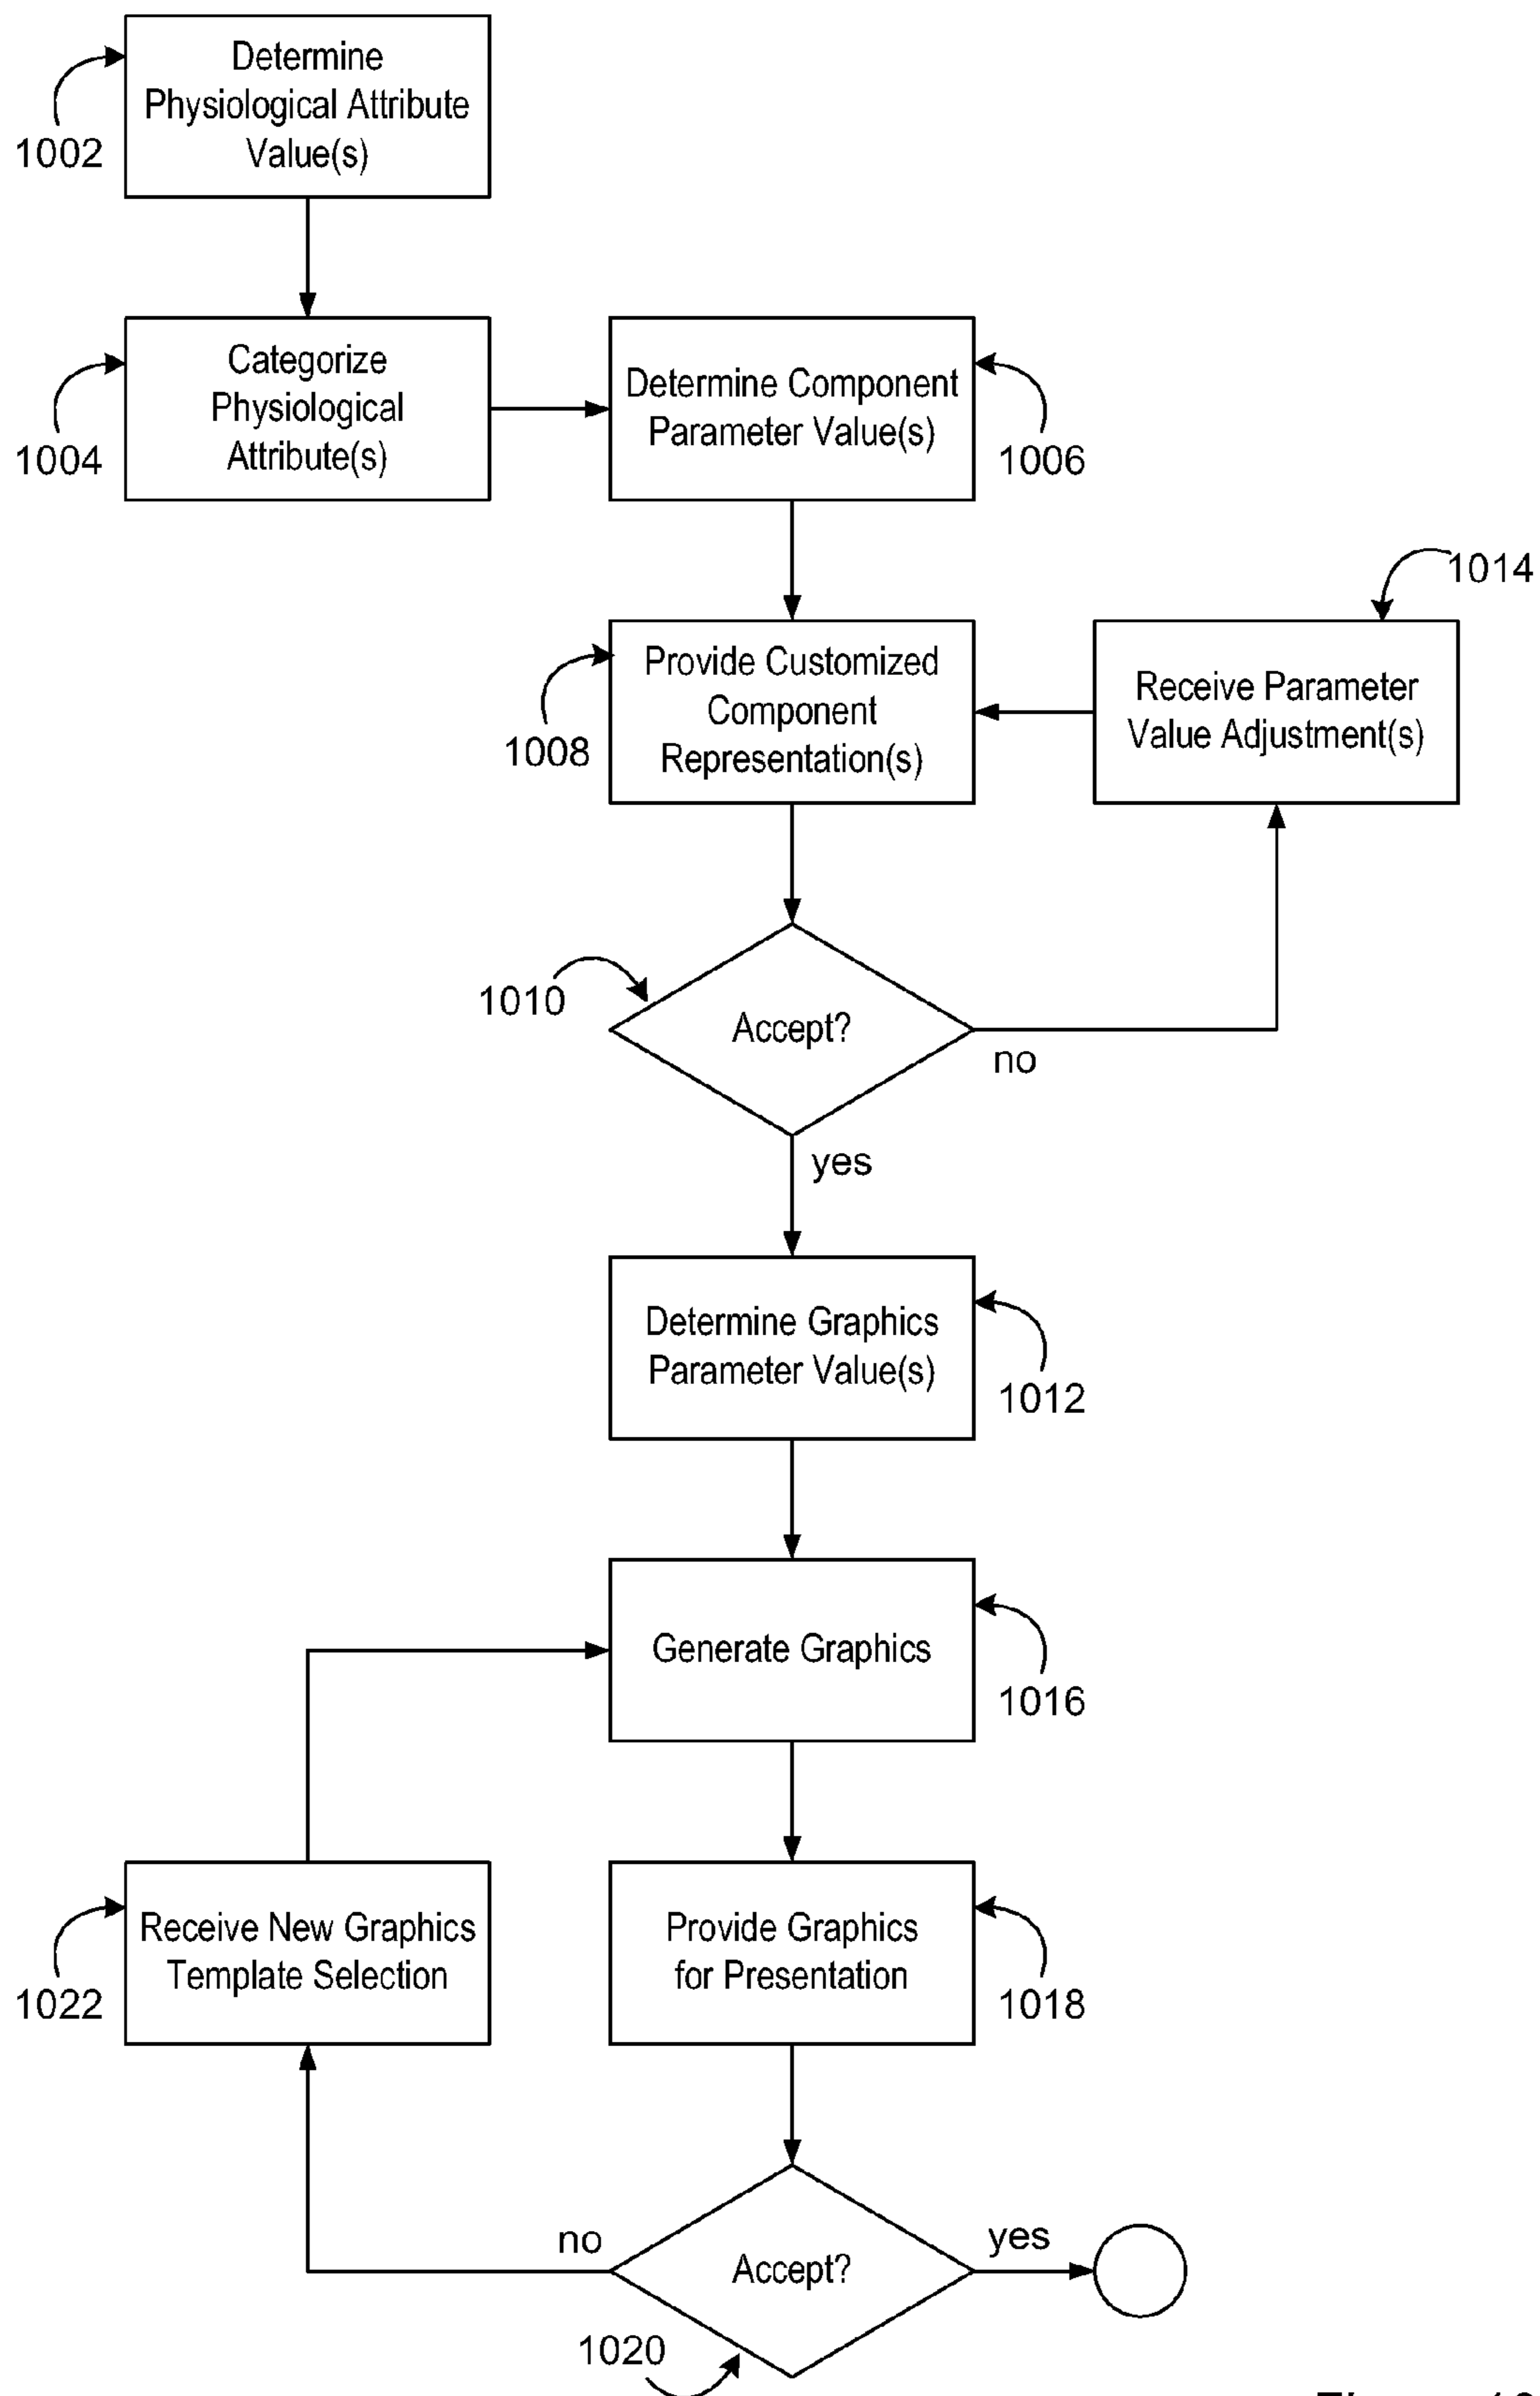 Determine
Physiological Attribute
Value(s)
1002
Categorize
Physiological
Attribute(s)
1004
Determine Component
Parameter Value(s)
1006
1014
Provide Customized
Component
Representation(s)
1008
Receive Parameter
Value Adjustment(s)
1010
Accept?
no
yes
Determine Graphics
Parameter Value(s)
1012
Generate Graphics
1016
Receive New Graphics
Template Selection
1022
Provide Graphics
for Presentation
1018
no
Accept?
yes
1020